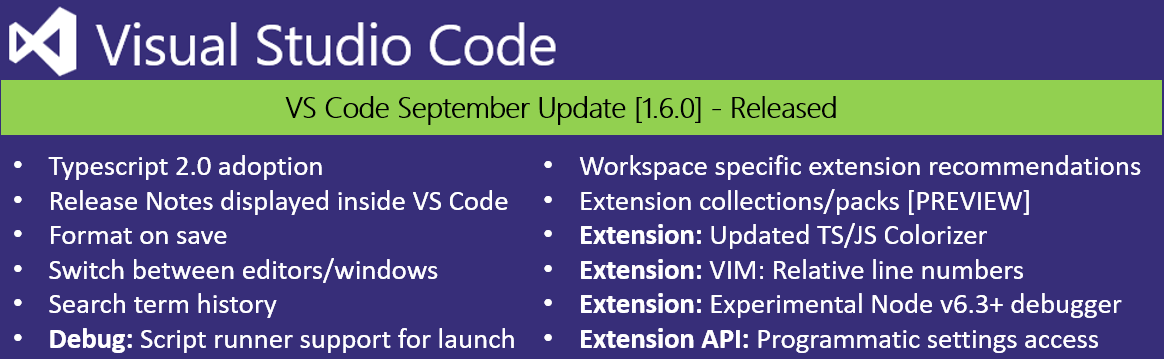 Visual Studio Code
VS Code September Update [1.6.0] - Released
• Typescript 2.0 adoption
• Release Notes displayed inside VS Code
• Format on save
• Switch between editors/windows
• Search term history
• Debug: Script runner support for launch
• Workspace specific extension recommendations
• Extension collections/packs [PREVIEW]
• Extension: Updated TS/JS Colorizer
• Extension: VIM: Relative line numbers
• Extension: Experimental Node v6.3+ debugger
• Extension API: Programmatic settings access